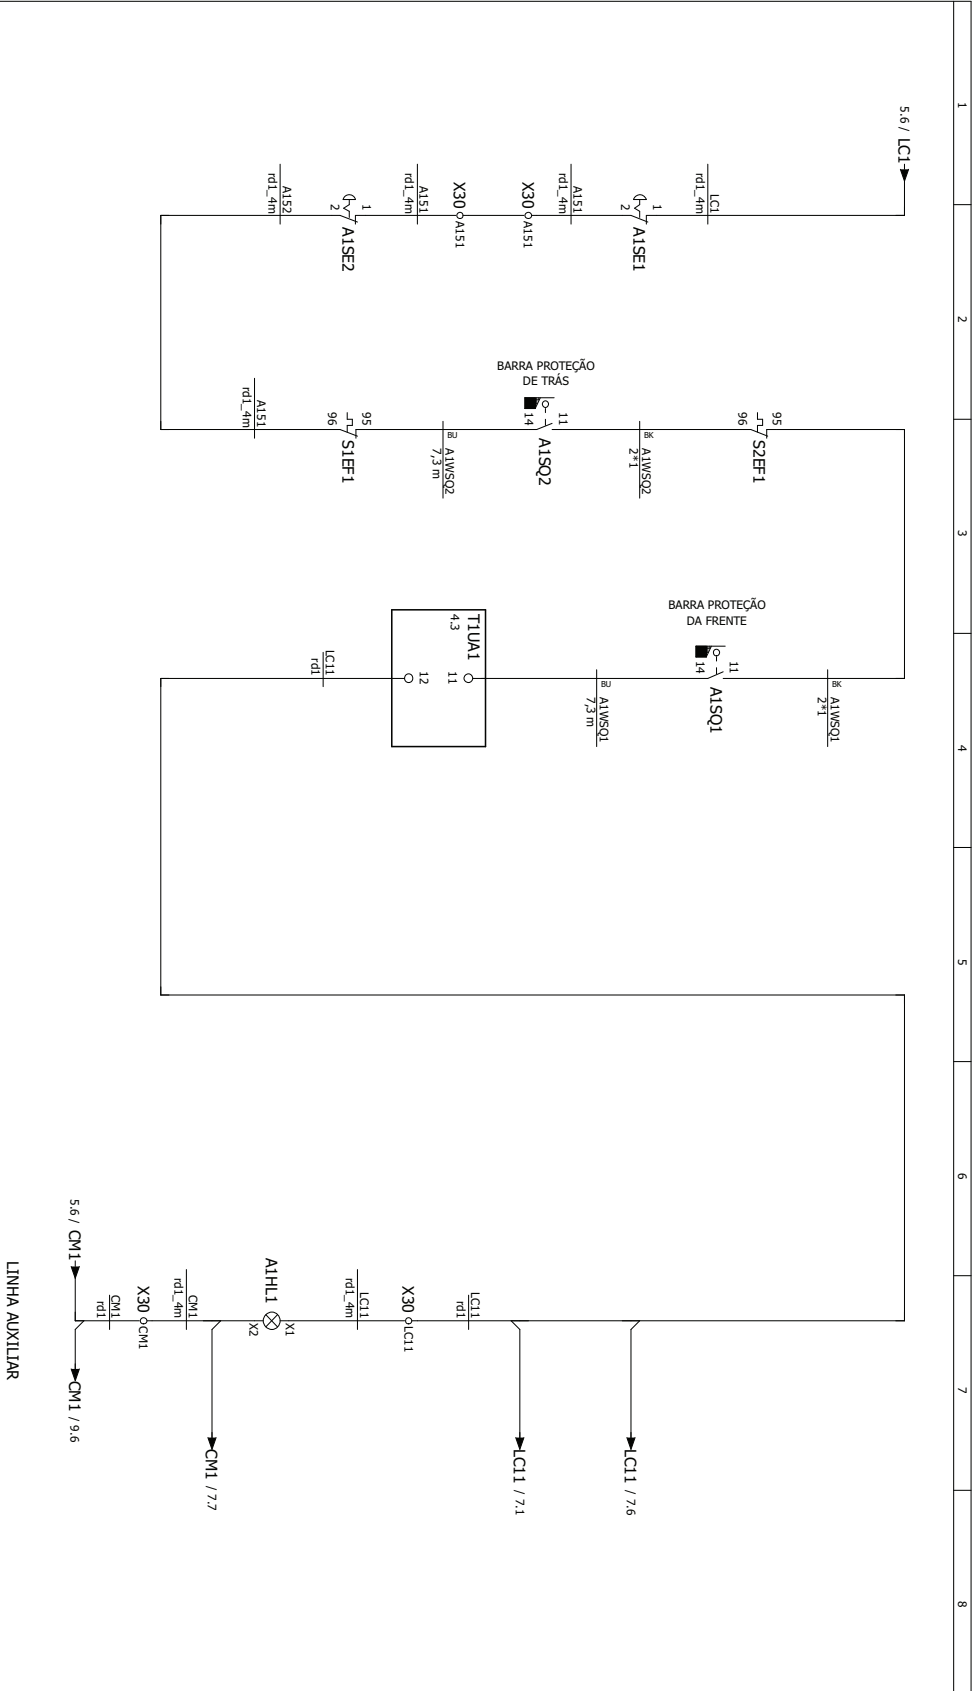 1
2
3
4
5
6
7
8
5.6 / LC1
LC1
rd1_4m
1
2
A1SE1
A151
rd1_4m
X30
A151
X30
A151
A151
rd1_4m
1
2
A1SE2
A152
rd1_4m
95
96
S2EF1
BK
A1WSQ2
2*1
BARRA PROTEÇÃO
DE TRÁS
11
14
A1SQ2
BU
A1WSQ2
7,3 m
95
96
S1EF1
A151
rd1_4m
BK
A1WSQ1
2*1
BARRA PROTEÇÃO
DA FRENTE
11
14
A1SQ1
BU
A1WSQ1
7,3 m
T1UA1
4.3
11
12
LC11
rd1
LC11 / 7.6
LC11 / 7.1
LC11
rd1
X30
LC11
LC11
rd1_4m
A1HL1
X1
X2
CM1 / 7.7
CM1
rd1_4m
X30
CM1
CM1
rd1
5.6 / CM1
CM1 / 9.6
LINHA AUXILIAR